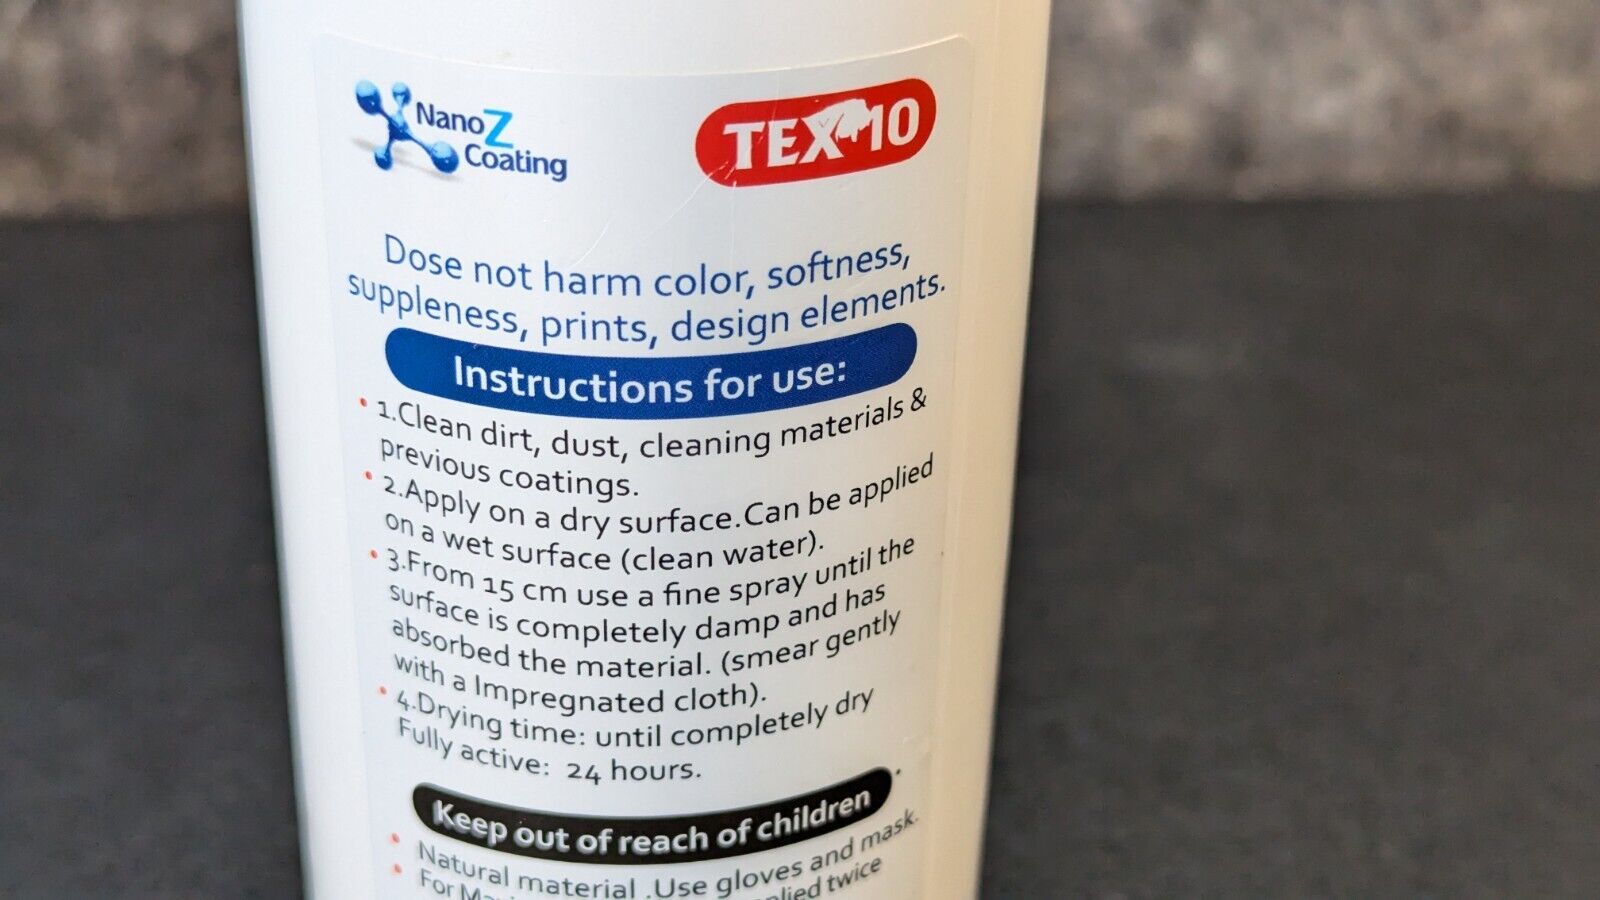 NanoZ
Coating
TEX 10
Dose not harm color, softness,
suppleness, prints, design elements.
Instructions for use:
• 1.Clean dirt, dust, cleaning materials &
previous coatings.
• 2.Apply on a dry surface.Can be applied
on a wet surface (clean water).
• 3.From 15 cm use a fine spray until the
surface is completely damp and has
absorbed the material. (smear gently
with a Impregnated cloth).
• 4.Drying time: until completely dry
Fully active: 24 hours.
Keep out of reach of children
• Natural material .Use gloves and mask.
• For twice